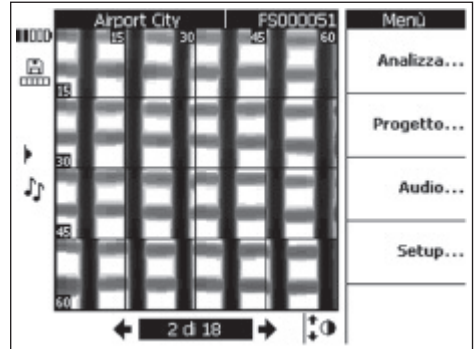 Airport City FS000051 Menù
15 30 45 60
Analizza...
15
Progetto...
30
Audio...
45
Setup...
60
2 di 18